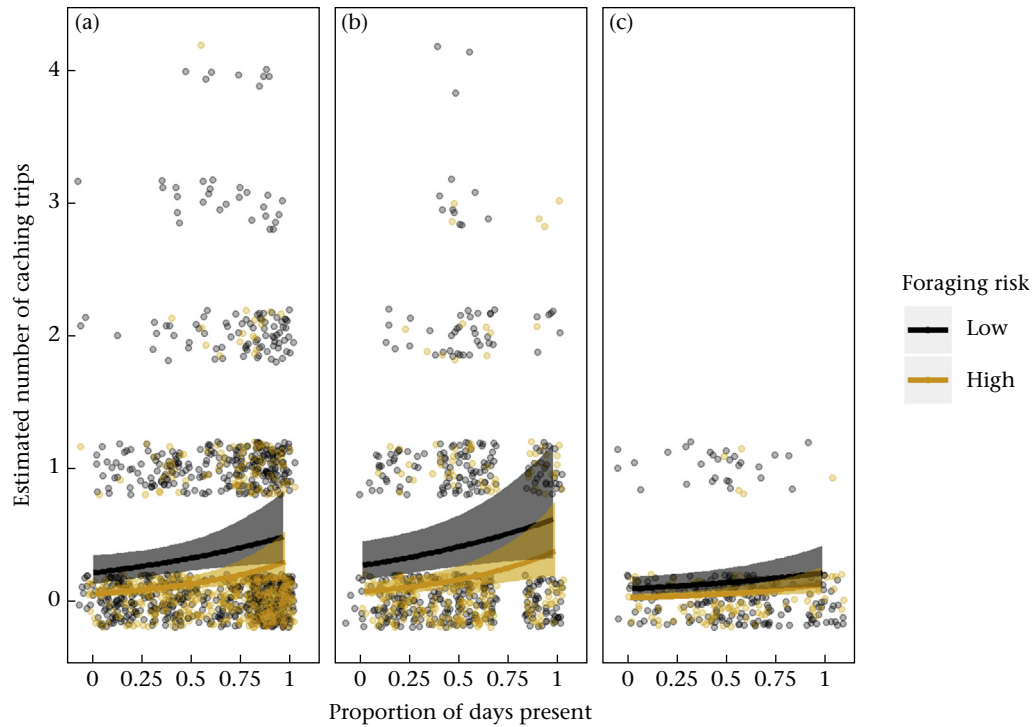 (a)
(b)
(c)
4
3
2
1
0
Estimated number of caching trips
0 0.25 0.5 0.75 1
0 0.25 0.5 0.75 1
0 0.25 0.5 0.75 1
Proportion of days present
Foraging risk
Low
High